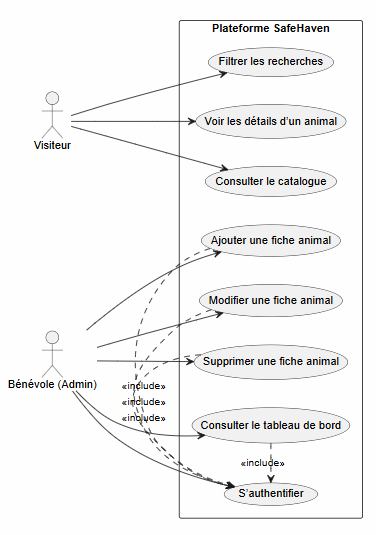 Plateforme SafeHaven
Filtrer les recherches
Voir les détails d'un animal
Visiteur
Consulter le catalogue
Ajouter une fiche animal
Modifier une fiche animal
Supprimer une fiche animal
Bénévole (Admin)
«include»
«include»
«include»
Consulter le tableau de bord
«include»
S'authentifier